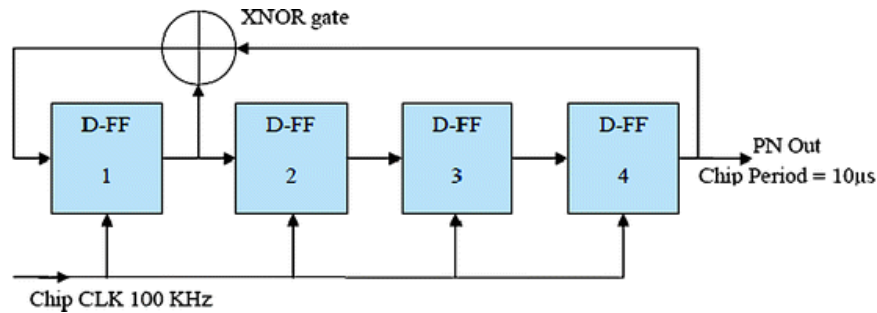 XNOR gate
D-FF
1
D-FF
2
D-FF
3
D-FF
4
PN Out
Chip Period = 10µs
Chip CLK 100 KHz